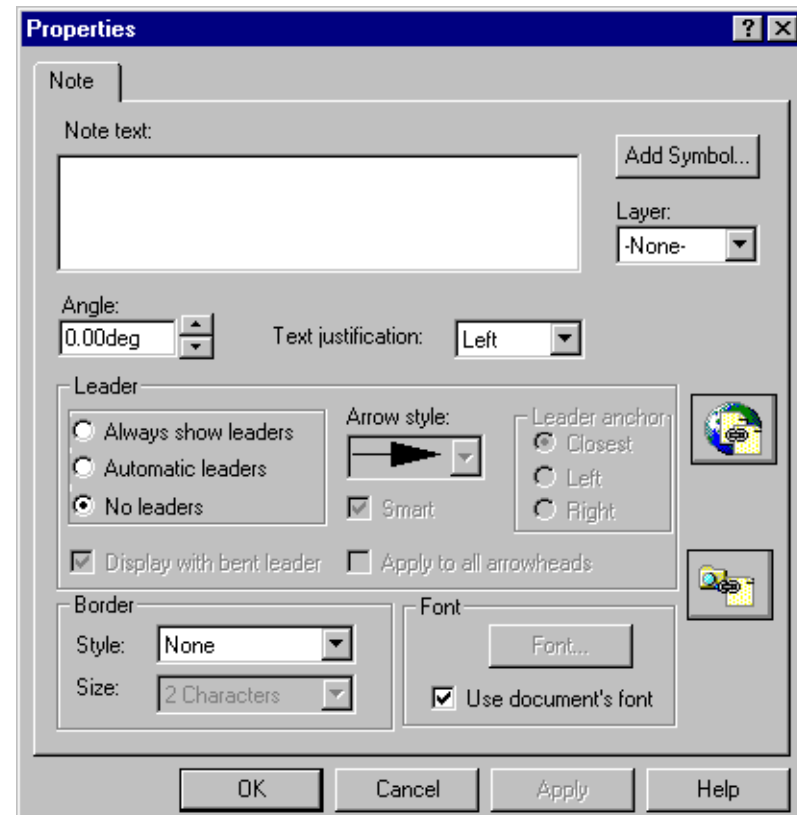 Properties
Note
Note text:
Add Symbol...
Layer:
-None-
Angle:
0.00deg
Text justification:
Left
Leader
Always show leaders
Automatic leaders
No leaders
Arrow style:
Smart
Leader anchor
Closest
Left
Right
Display with bent leader
Apply to all arrowheads
Border
Style:
None
Size:
2 Characters
Font
Font...
Use document's font
OK
Cancel
Apply
Help